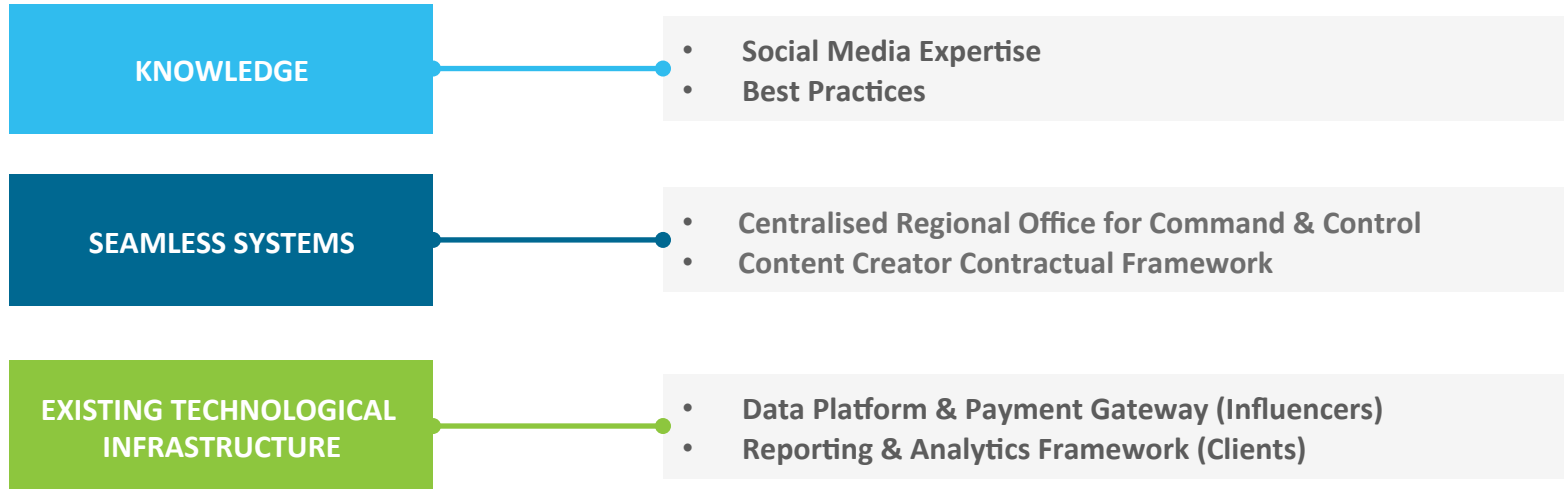 KNOWLEDGE
• Social Media Expertise
• Best Practices
SEAMLESS SYSTEMS
• Centralised Regional Office for Command & Control
• Content Creator Contractual Framework
EXISTING TECHNOLOGICAL
INFRASTRUCTURE
• Data Platform & Payment Gateway (Influencers)
• Reporting & Analytics Framework (Clients)